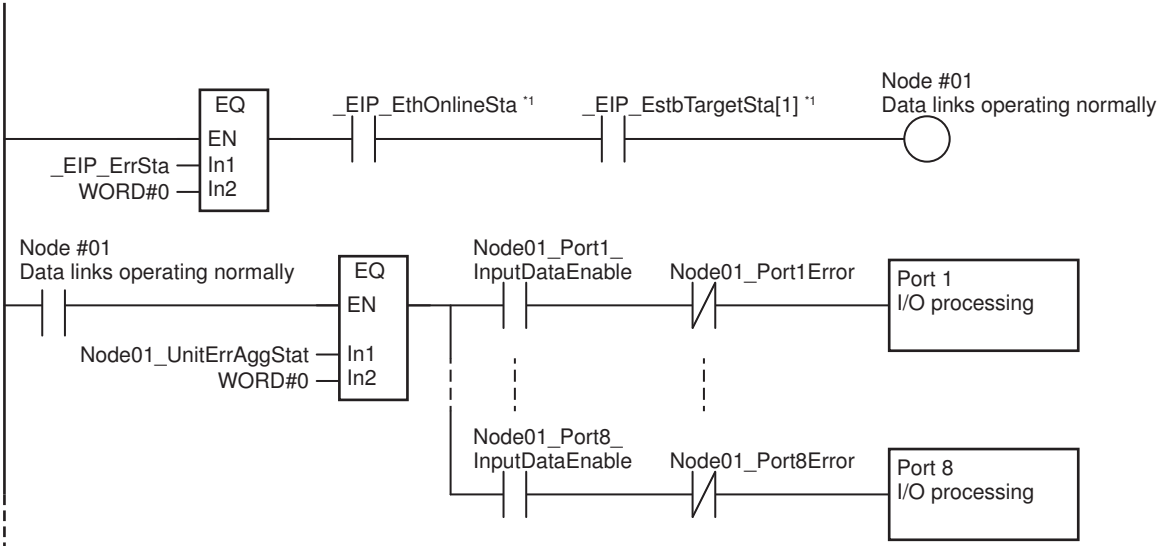 Node #01
Data links operating normally
EQ
_EIP_EthOnlineSta *1
_EIP_EstbTargetSta[1] *1
EN
_EIP_ErrSta
In1
WORD#0
In2
Node #01
Data links operating normally
EQ
Node01_Port1_
InputDataEnable
Node01_Port1Error
Port 1
I/O processing
EN
Node01_UnitErrAggStat
In1
WORD#0
In2
Node01_Port8_
InputDataEnable
Node01_Port8Error
Port 8
I/O processing